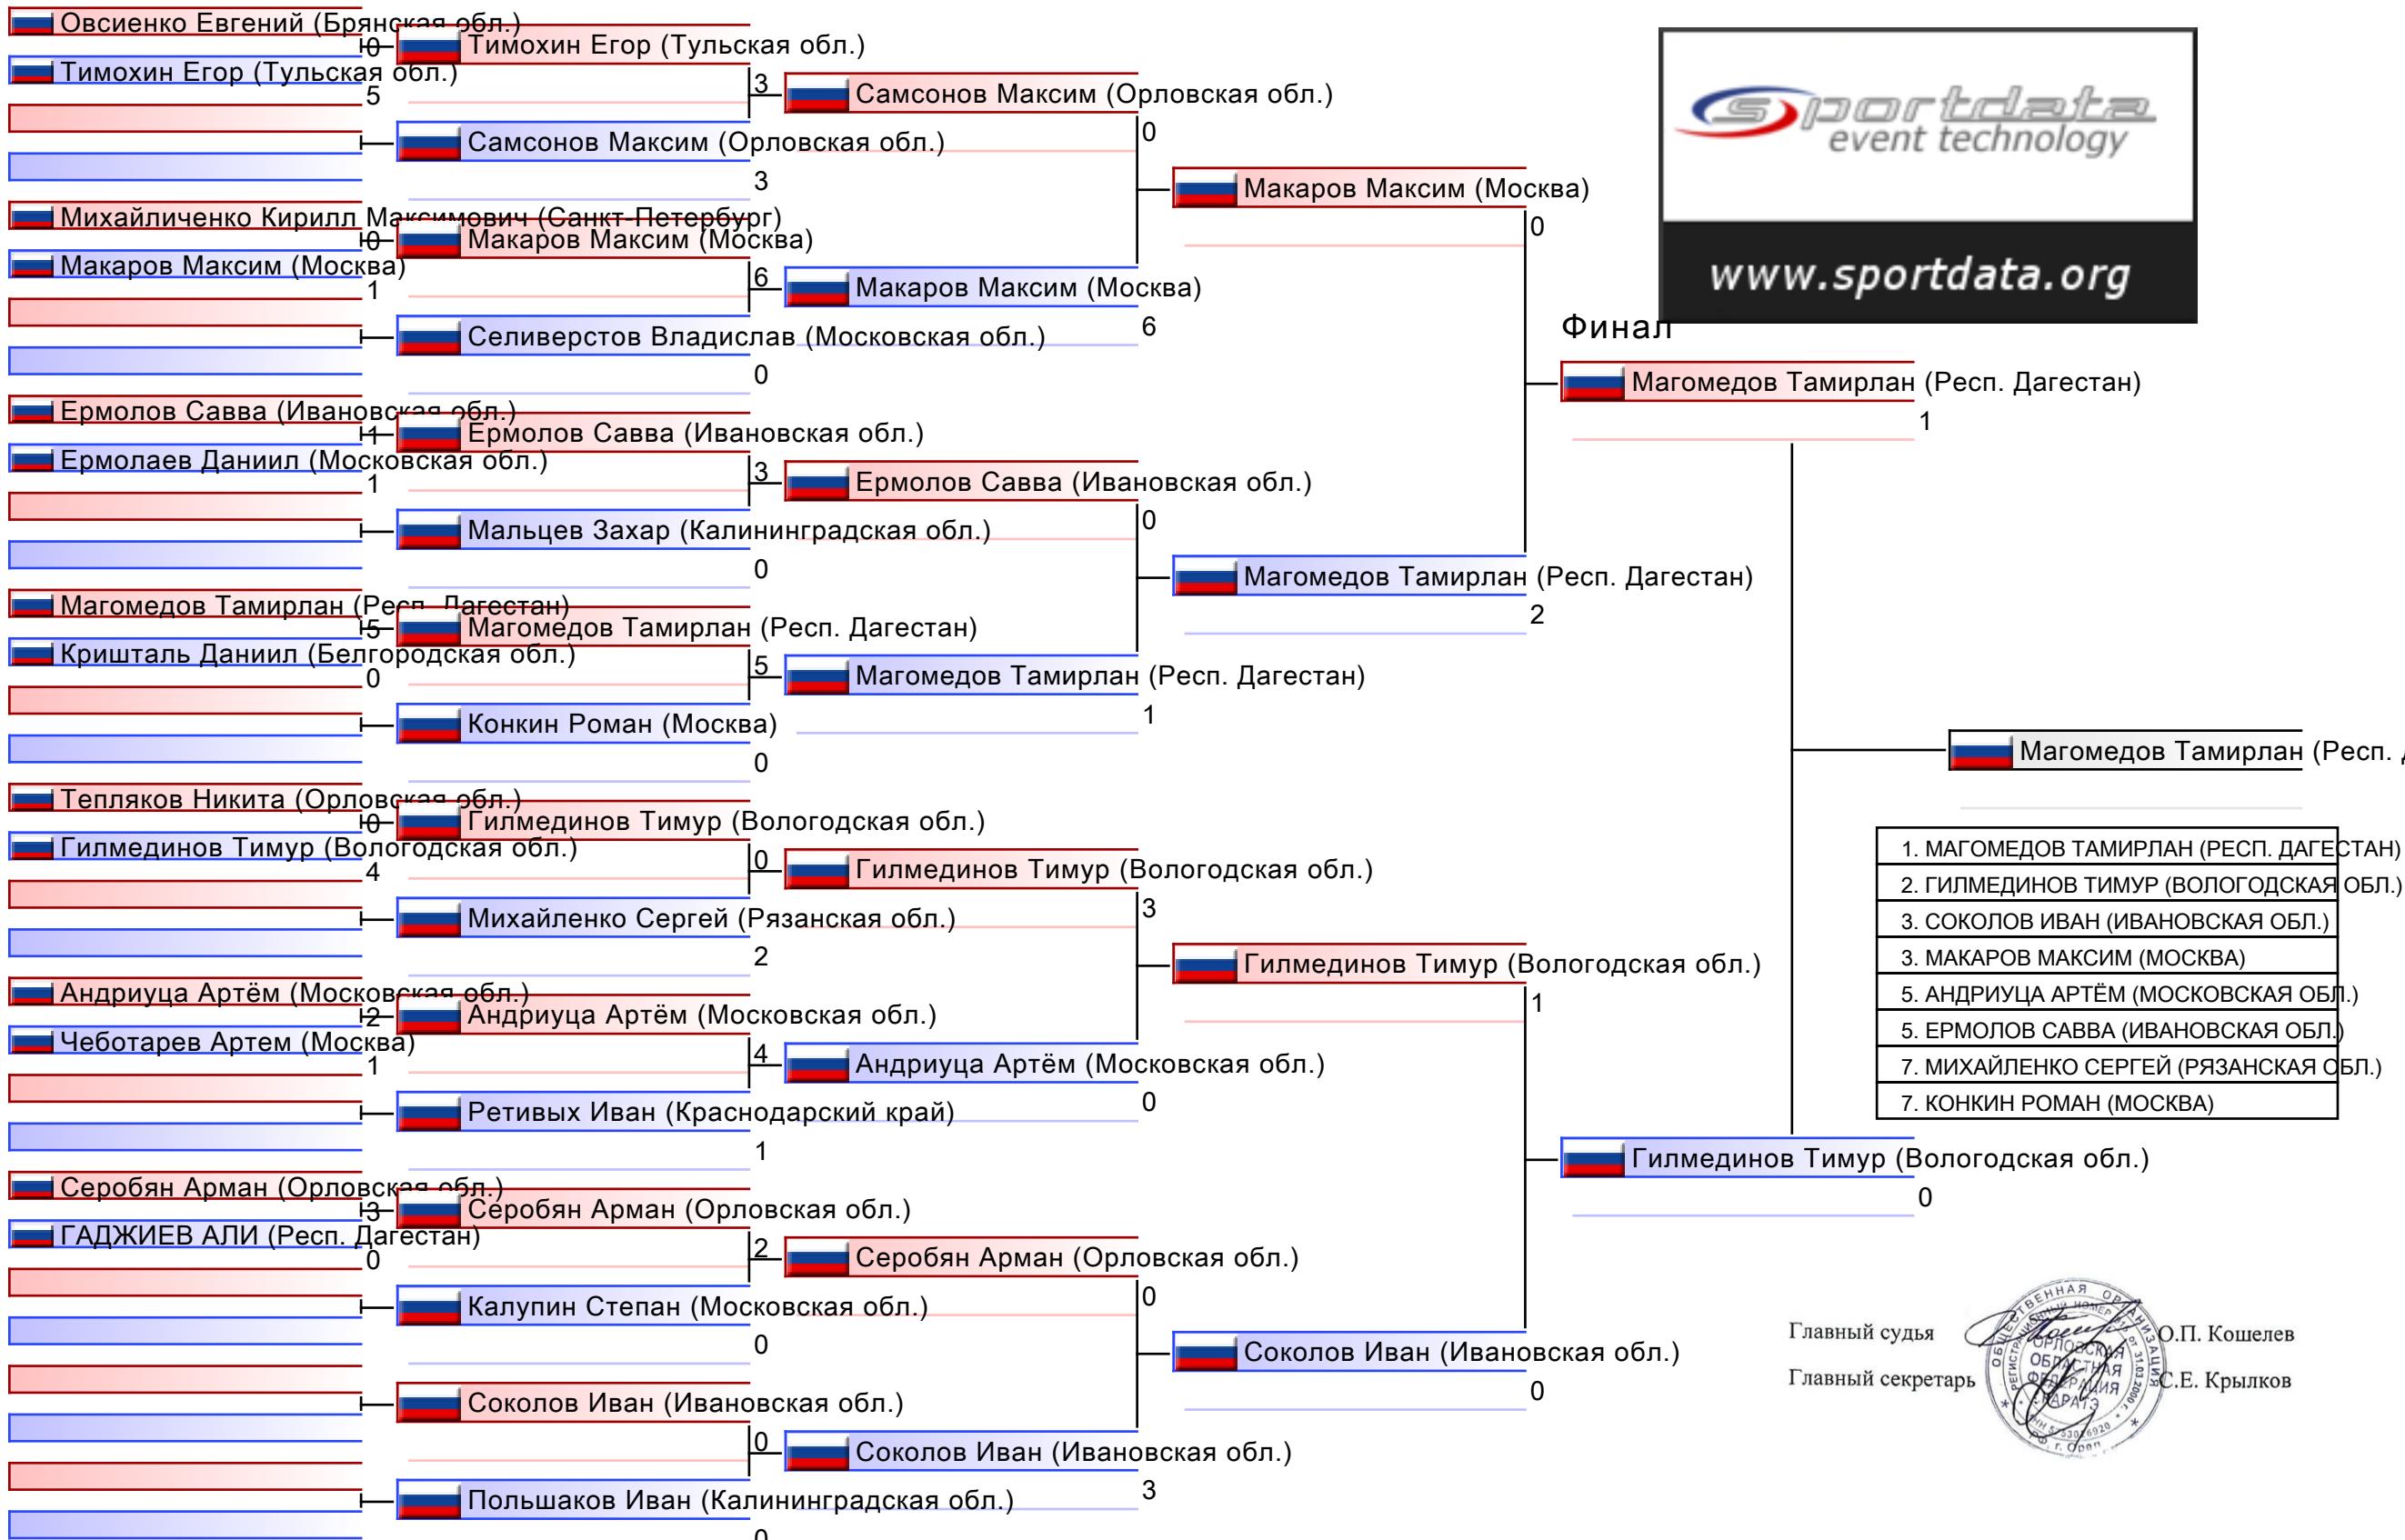 Овсиенко Евгений (Брянская обл.)
0
Тимохин Егор (Тульская обл.)
5
Михайличенко Кирилл Максимович (Санкт-Петербург)
0
Макаров Максим (Москва)
1
Ермолов Савва (Ивановская обл.)
1
Ермолаев Даниил (Московская обл.)
1
Магомедов Тамирлан (Респ. Дагестан)
5
Кришталь Даниил (Белгородская обл.)
0
Тепляков Никита (Орловская обл.)
0
Гилмединов Тимур (Вологодская обл.)
4
Андриуца Артём (Московская обл.)
2
Чеботарев Артем (Москва)
1
Серобян Арман (Орловская обл.)
3
ГАДЖИЕВ АЛИ (Респ. Дагестан)
0
Тимохин Егор (Тульская обл.)
3
Самсонов Максим (Орловская обл.)
3
Макаров Максим (Москва)
6
Селиверстов Владислав (Московская обл.)
0
Ермолов Савва (Ивановская обл.)
3
Мальцев Захар (Калининградская обл.)
0
Магомедов Тамирлан (Респ. Дагестан)
5
Конкин Роман (Москва)
0
Гилмединов Тимур (Вологодская обл.)
0
Михайленко Сергей (Рязанская обл.)
2
Андриуца Артём (Московская обл.)
4
Ретивых Иван (Краснодарский край)
1
Серобян Арман (Орловская обл.)
2
Калупин Степан (Московская обл.)
0
Соколов Иван (Ивановская обл.)
0
Польшаков Иван (Калининградская обл.)
0
Самсонов Максим (Орловская обл.)
0
Макаров Максим (Москва)
6
Ермолов Савва (Ивановская обл.)
0
Магомедов Тамирлан (Респ. Дагестан)
1
Гилмединов Тимур (Вологодская обл.)
3
Андриуца Артём (Московская обл.)
0
Серобян Арман (Орловская обл.)
0
Соколов Иван (Ивановская обл.)
3
Макаров Максим (Москва)
0
Магомедов Тамирлан (Респ. Дагестан)
2
Гилмединов Тимур (Вологодская обл.)
1
Соколов Иван (Ивановская обл.)
0
sportdata
event technology
www.sportdata.org
Финал
Магомедов Тамирлан (Респ. Дагестан)
1
Гилмединов Тимур (Вологодская обл.)
0
Магомедов Тамирлан (Респ.
1. МАГОМЕДОВ ТАМИРЛАН (РЕСП. ДАГЕСТАН)
2. ГИЛМЕДИНОВ ТИМУР (ВОЛОГОДСКАЯ ОБЛ.)
3. СОКОЛОВ ИВАН (ИВАНОВСКАЯ ОБЛ.)
3. МАКАРОВ МАКСИМ (МОСКВА)
5. АНДРИУЦА АРТЁМ (МОСКОВСКАЯ ОБЛ.)
5. ЕРМОЛОВ САВВА (ИВАНОВСКАЯ ОБЛ.)
7. МИХАЙЛЕНКО СЕРГЕЙ (РЯЗАНСКАЯ ОБЛ.)
7. КОНКИН РОМАН (МОСКВА)
Главный судья О.П. Кошелев
Главный секретарь С.Е. Крылков
ОБЩЕСТВЕННАЯ ОРГАНИЗАЦИЯ
ОРЛОВСКАЯ
ОБЛАСТНАЯ
ФЕДЕРАЦИЯ
КАРАТЭ